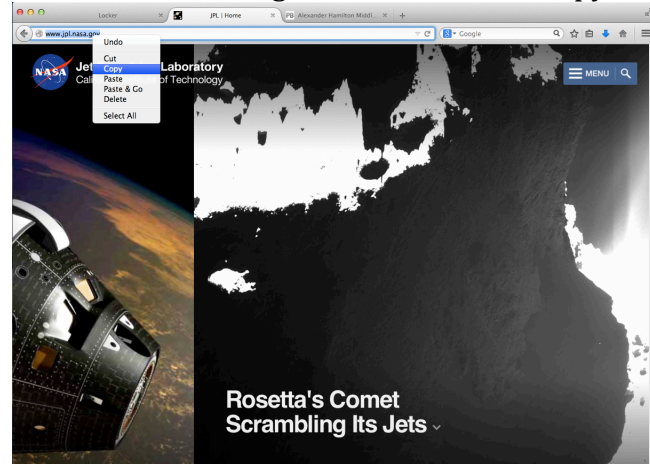 Locker
JPL | Home
PB Alexander Hamilton Middl...
www.jpl.nasa.gov
Google
Undo
Cut
Copy
Paste
Paste & Go
Delete
Select All
NASA
Jet Laboratory
Cali of Technology
MENU
Rosetta's Comet
Scrambling Its Jets